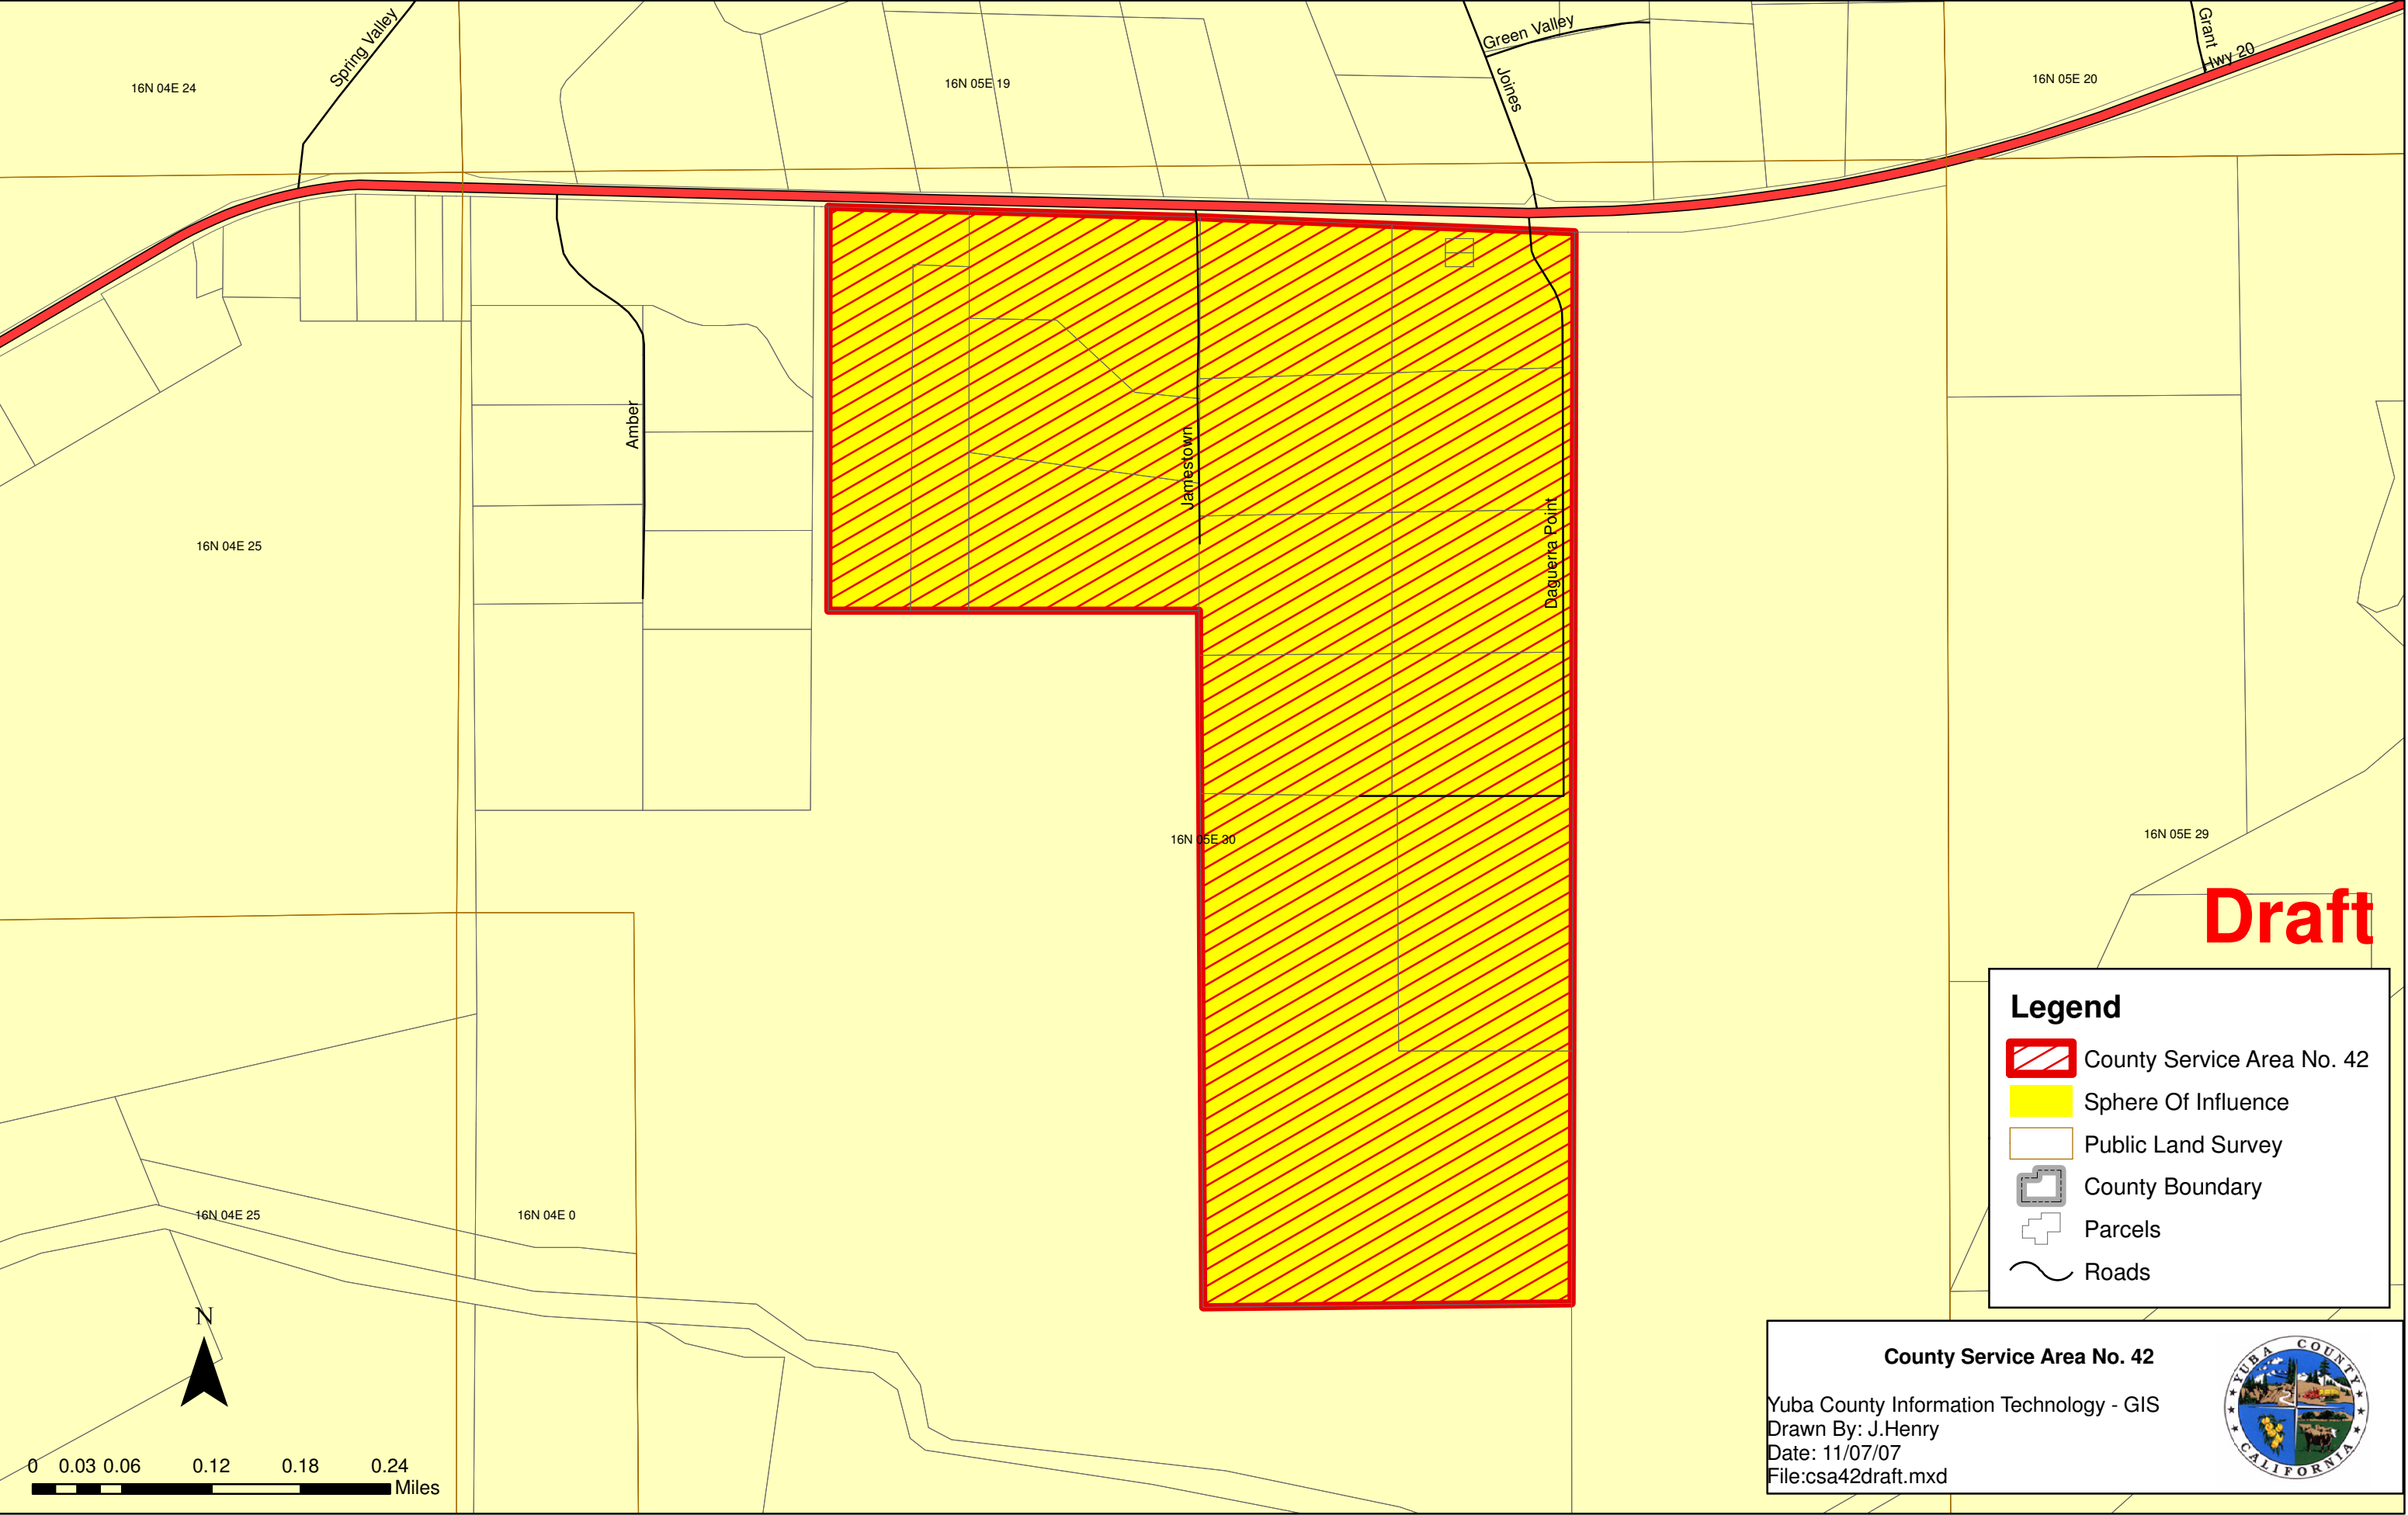 Spring Valley
Green Valley
Joines
Grant
Hwy 20
16N 04E 24
16N 05E 19
16N 05E 20
Amber
Jamestown
Daguerra Point
16N 04E 25
16N 05E 30
16N 05E 29
Draft
Legend
County Service Area No. 42
Sphere Of Influence
Public Land Survey
County Boundary
Parcels
Roads
16N 04E 25
16N 04E 0
N
0 0.03 0.06 0.12 0.18 0.24
Miles
County Service Area No. 42
Yuba County Information Technology - GIS
Drawn By: J.Henry
Date: 11/07/07
File:csa42draft.mxd
YUBA COUNTY
CALIFORNIA